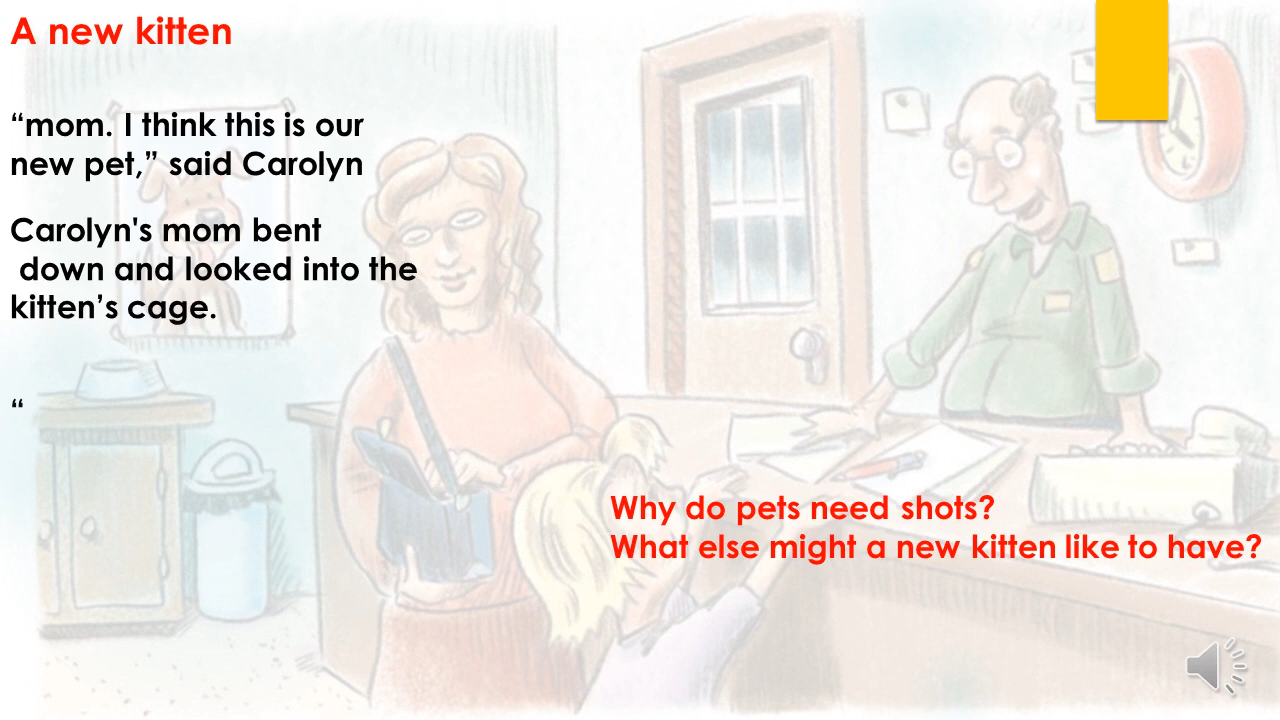 A new kitten
“mom. I think this is our
new pet,” said Carolyn
Carolyn's mom bent
down and looked into the
kitten’s cage.
“
Why do pets need shots?
What else might a new kitten like to have?